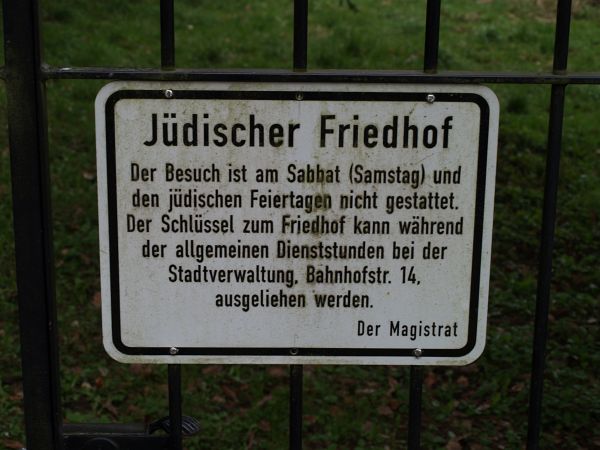 Jüdischer Friedhof
Der Besuch ist am Sabbat (Samstag) und
den jüdischen Feiertagen nicht gestattet.
Der Schlüssel zum Friedhof kann während
der allgemeinen Dienststunden bei der
Stadtverwaltung, Bahnhofstr. 14,
ausgeliehen werden.
Der Magistrat